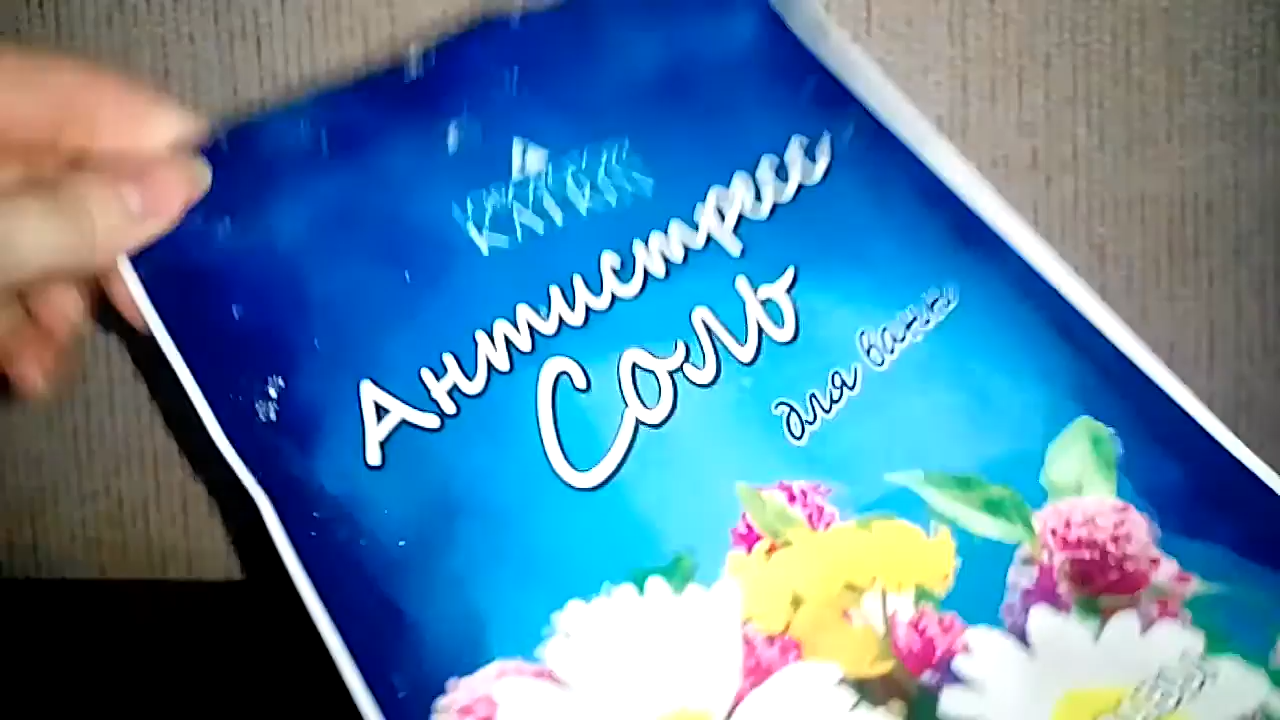 Антистресс
Соль
для ванн